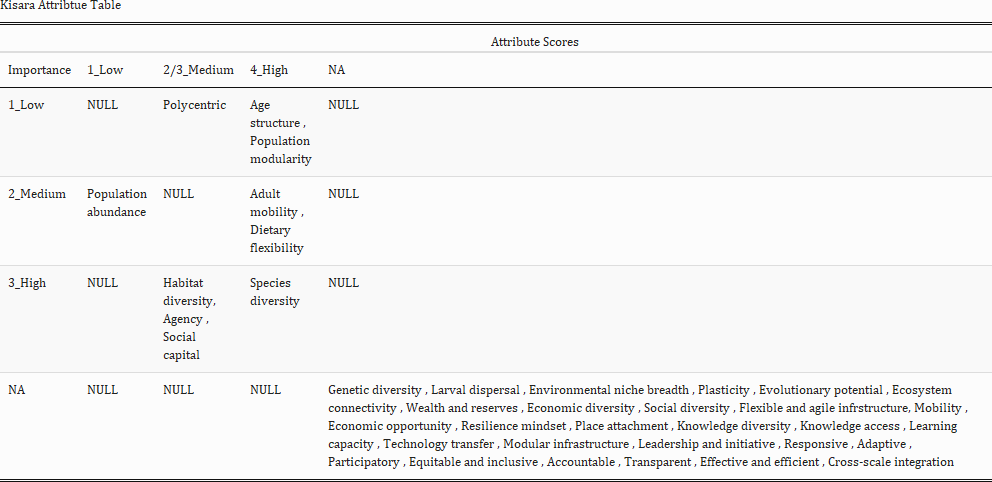 Kisara Attribtue Table
Attribute Scores
Importance 1_Low 2/3_Medium 4_High NA
1_Low NULL Polycentric Age NULL
structure ,
Population
modularity
2_Medium Population NULL Adult NULL
abundance mobility ,
Dietary
flexibility
3_High NULL Habitat Species NULL
diversity, diversity
Agency ,
Social
capital
NA NULL NULL NULL Genetic diversity , Larval dispersal , Environmental niche breadth , Plasticity , Evolutionary potential , Ecosystem
connectivity , Wealth and reserves , Economic diversity , Social diversity , Flexible and agile infrstructure, Mobility ,
Economic opportunity , Resilience mindset , Place attachment , Knowledge diversity , Knowledge access , Learning
capacity , Technology transfer , Modular infrastructure , Leadership and initiative , Responsive , Adaptive ,
Participatory , Equitable and inclusive , Accountable , Transparent , Effective and efficient , Cross-scale integration